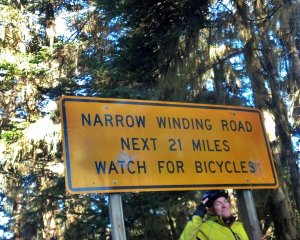 NARROW WINDING ROAD
NEXT 21 MILES
WATCH FOR BICYCLES